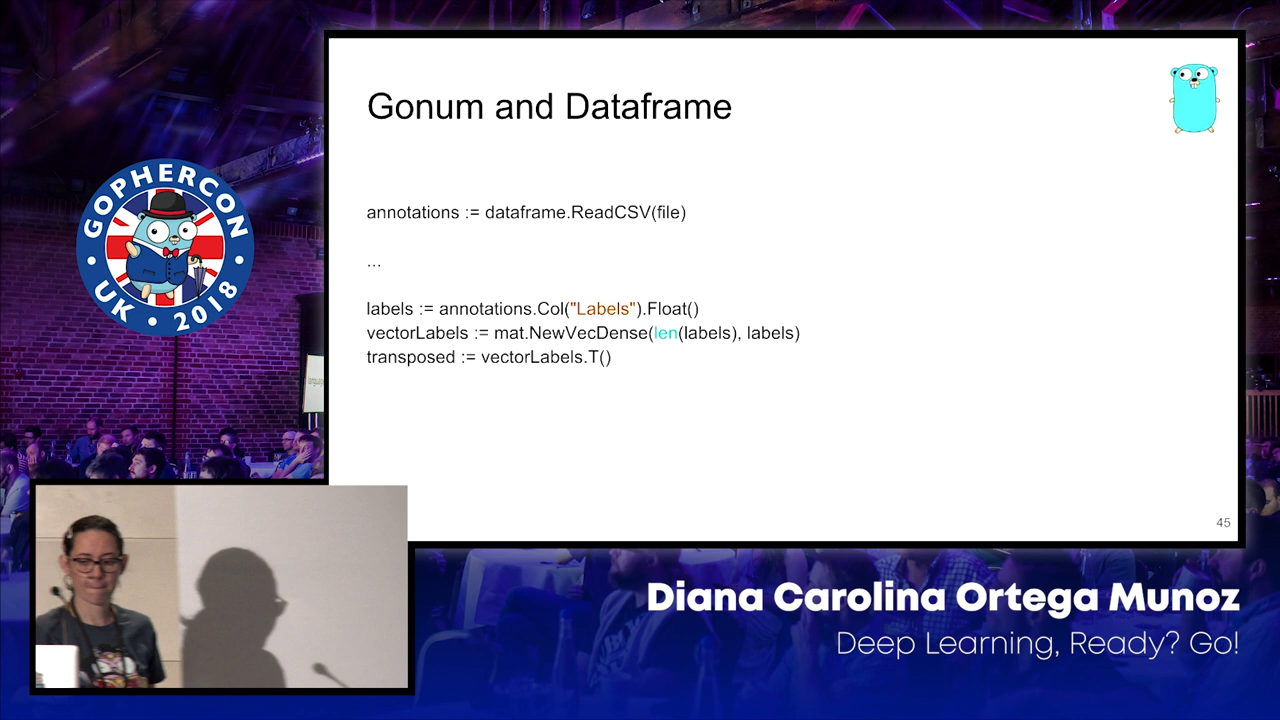 Gonum and Dataframe
annotations := dataframe.ReadCSV(file)
...
labels := annotations.Col("Labels").Float()
vectorLabels := mat.NewVecDense(len(labels), labels)
transposed := vectorLabels.T()
45
GOPHERCON
UK • 2018
Diana Carolina Ortega Munoz
Deep Learning, Ready? Go!